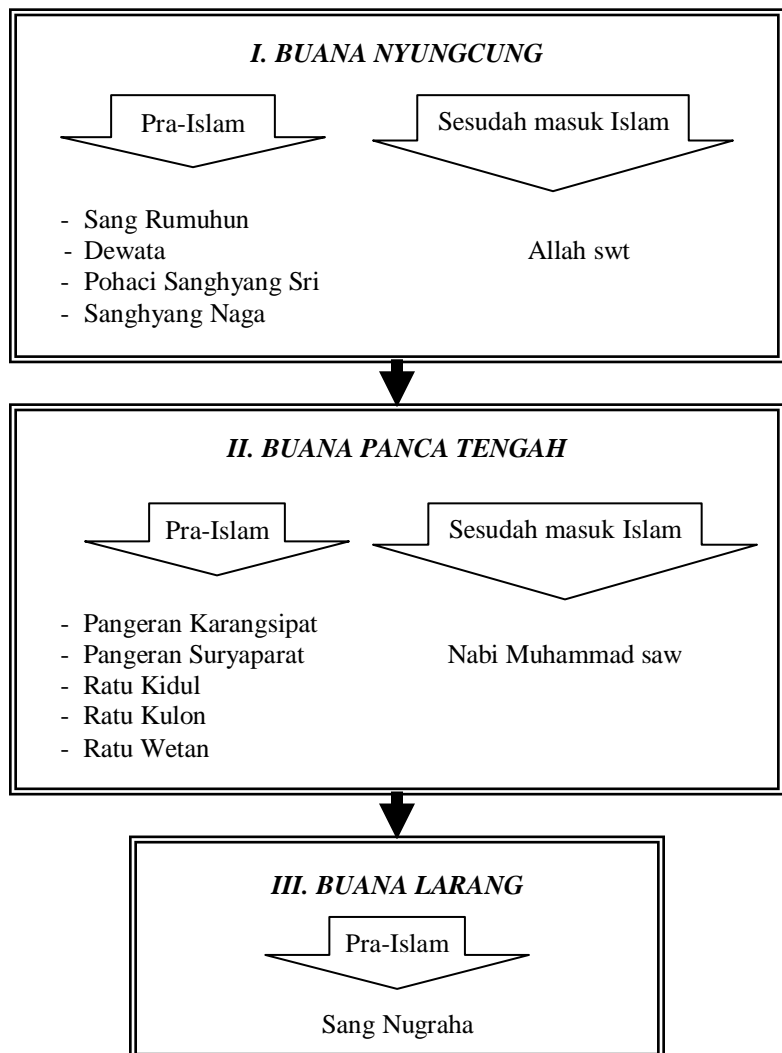 I. BUANA NYUNGCUNG
Pra-Islam
Sesudah masuk Islam
- Sang Rumuhun
- Dewata
- Pohaci Sanghyang Sri
- Sanghyang Naga
Allah swt
II. BUANA PANCA TENGAH
Pra-Islam
Sesudah masuk Islam
- Pangeran Karangsipat
- Pangeran Suryaparat
- Ratu Kidul
- Ratu Kulon
- Ratu Wetan
Nabi Muhammad saw
III. BUANA LARANG
Pra-Islam
Sang Nugraha